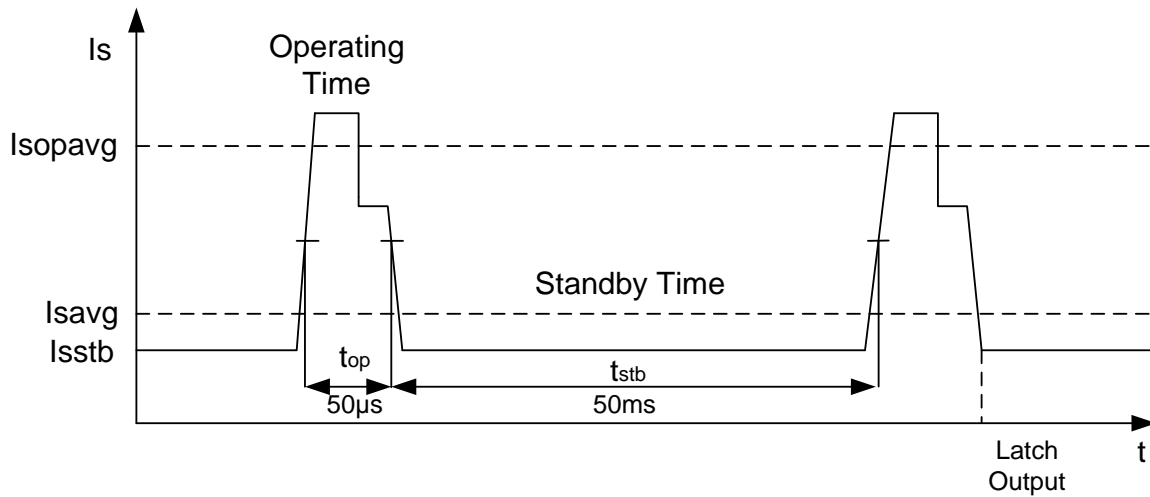 Is
Operating
Time
Isopavg
Standby Time
Isavg
Isstb
top
tstb
50µs
50ms
t
Latch
Output